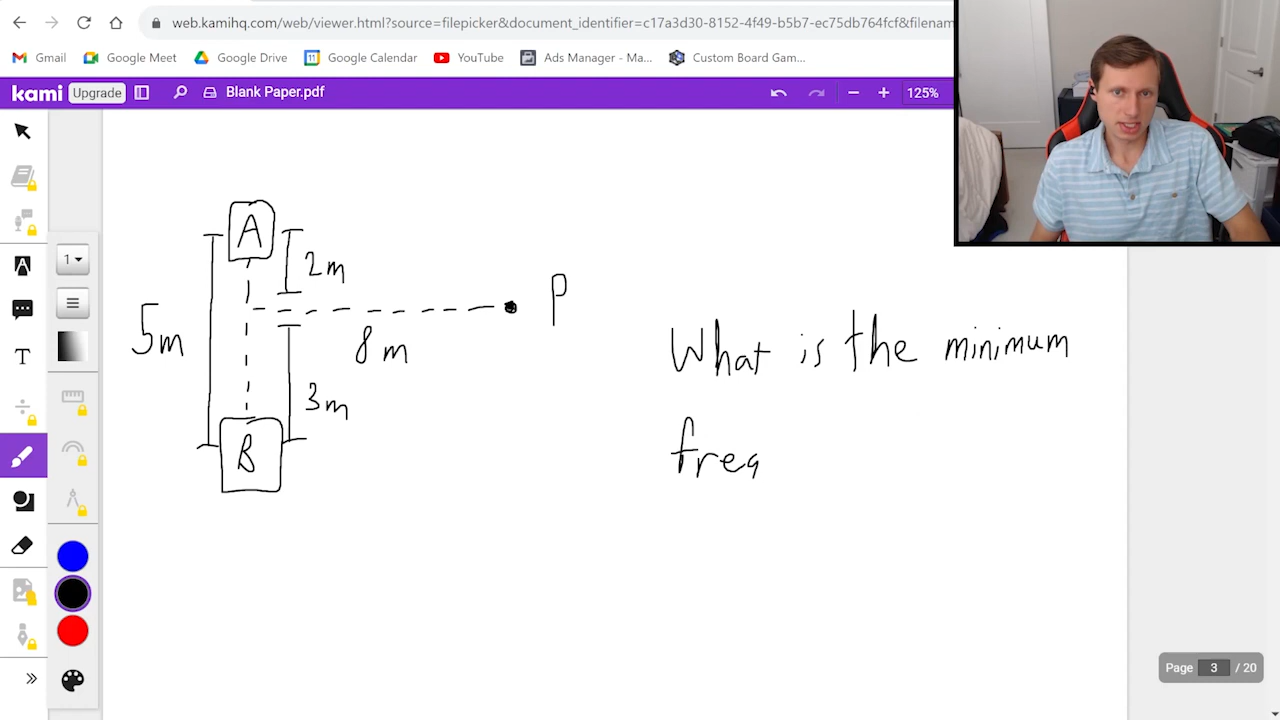 web.kamihq.com/web/viewer.html?source=filepicker&document_identifier=c17a3d30-8152-4f49-b5b7-ec75db764fcf&filenam
Gmail Google Meet Google Drive Google Calendar YouTube Ads Manager - Ma... Custom Board Gam...
kami Upgrade Blank Paper.pdf 125%
A
2m
P
5m
8m
3m
B
What is the minimum
freq
1
T
31
Page 3 / 20